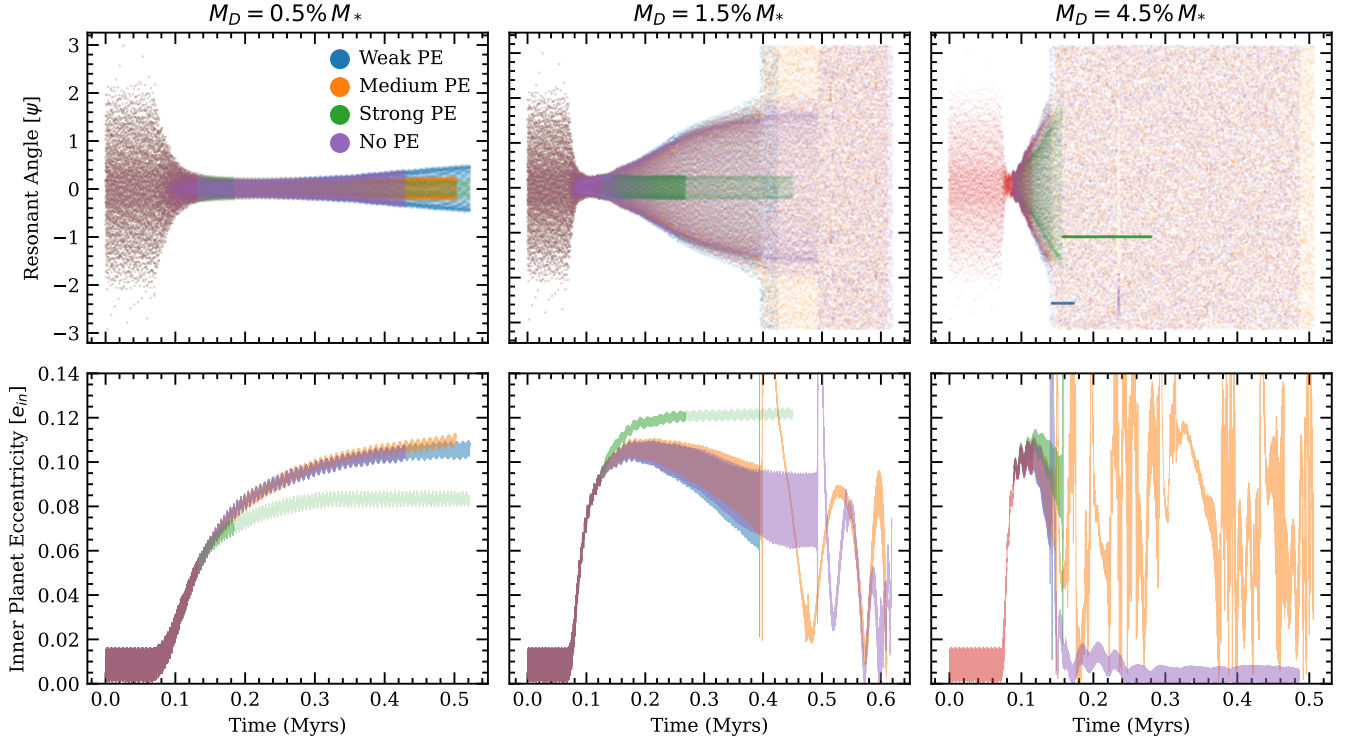 M_D = 0.5% M_*
M_D = 1.5% M_*
M_D = 4.5% M_*
Resonant Angle [ψ]
3
2
1
0
−1
−2
−3
Weak PE
Medium PE
Strong PE
No PE
Inner Planet Eccentricity [e_in]
0.14
0.12
0.10
0.08
0.06
0.04
0.02
0.00
0.0 0.1 0.2 0.3 0.4 0.5
0.0 0.1 0.2 0.3 0.4 0.5 0.6
0.0 0.1 0.2 0.3 0.4 0.5
Time (Myrs)
Time (Myrs)
Time (Myrs)